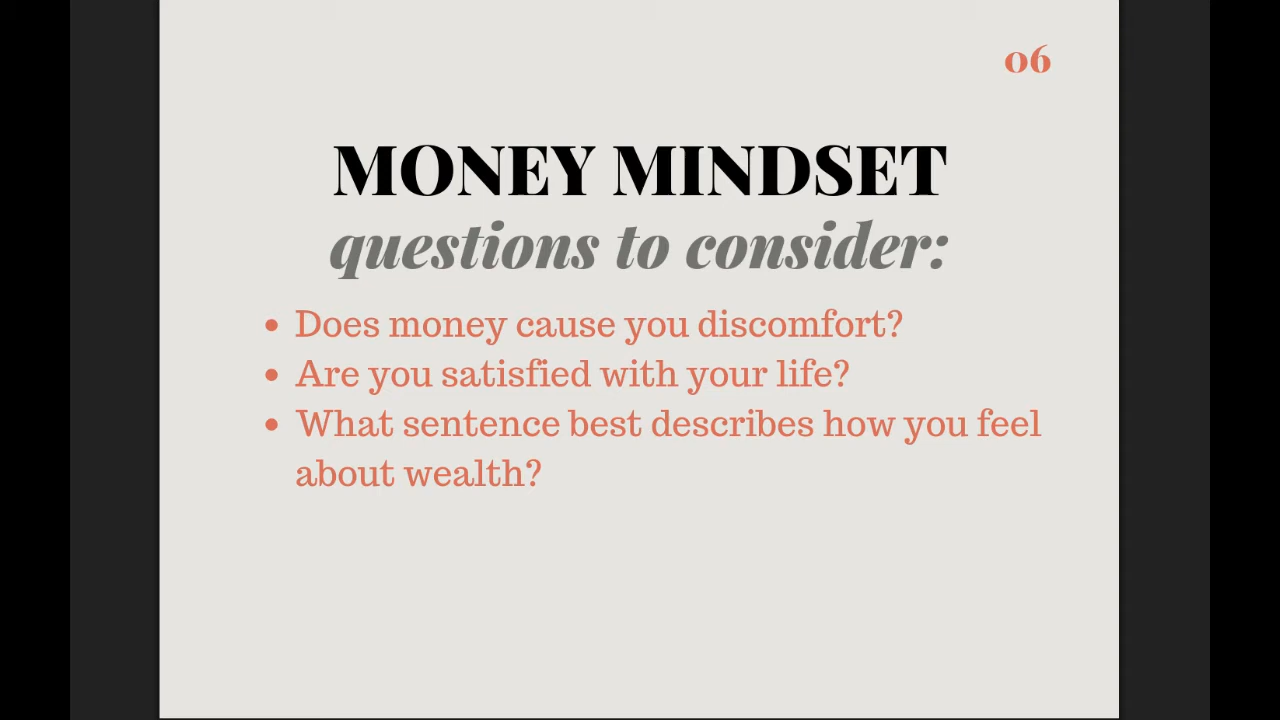 06
MONEY MINDSET
questions to consider:
• Does money cause you discomfort?
• Are you satisfied with your life?
• What sentence best describes how you feel
about wealth?